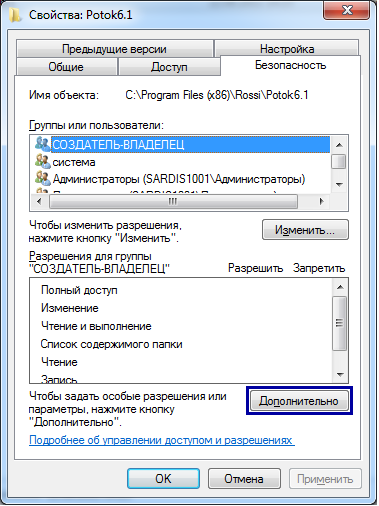 Свойства: Potok6.1
Предыдущие версии
Настройка
Общие
Доступ
Безопасность
Имя объекта: C:\Program Files (x86)\Rossi\Potok6.1
Группы или пользователи:
СОЗДАТЕЛЬ-ВЛАДЕЛЕЦ
система
Администраторы (SARDIS1001\Администраторы)
Чтобы изменить разрешения,
нажмите кнопку "Изменить".
Изменить...
Разрешения для группы
"СОЗДАТЕЛЬ-ВЛАДЕЛЕЦ"
Разрешить
Запретить
Полный доступ
Изменение
Чтение и выполнение
Список содержимого папки
Чтение
Запись
Чтобы задать особые разрешения или
параметры, нажмите кнопку
"Дополнительно".
Дополнительно
Подробнее об управлении доступом и разрешениях
OK
Отмена
Применить